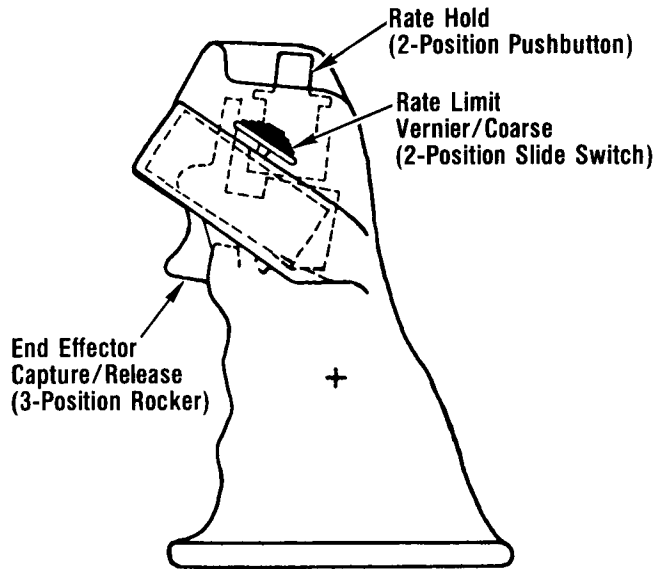 Rate Hold
(2-Position Pushbutton)
Rate Limit
Vernier/Coarse
(2-Position Slide Switch)
End Effector
Capture/Release
(3-Position Rocker)